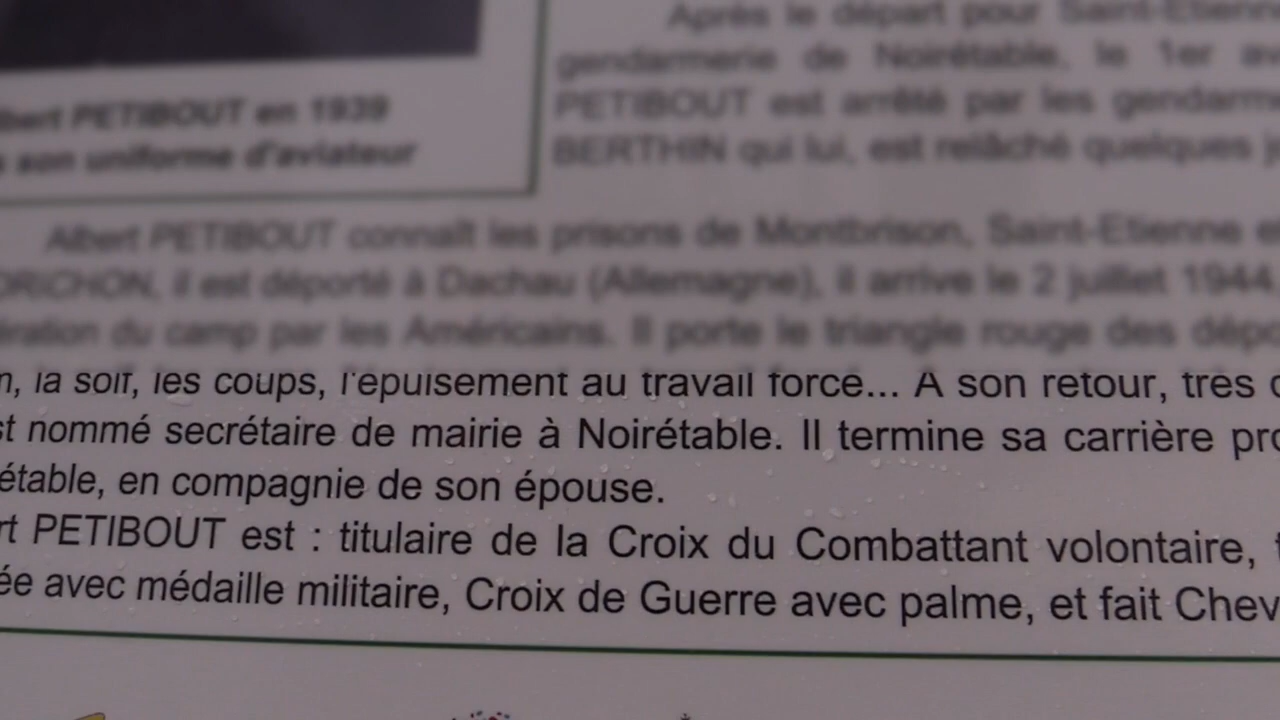 Après le départ pour Saint-Etienne
gendarmerie de Noirétable, le 1er
PETIBOUT est arrêté par les
BERTHIN qui lui, est relâché quelques
PETIBOUT en 1939
son uniforme d'aviateur
Albert PETIBOUT connaît les prisons de Montbrison, Saint-Etienne
il est déporté à Dachau (Allemagne), il arrive le 2 juillet 1944,
du camp par les Américains. Il porte le triangle rouge des
la soif, les coups, l'épuisement au travail forcé... A son retour, très
st nommé secrétaire de mairie à Noirétable. Il termine sa carrière pro
étable, en compagnie de son épouse.
rt PETIBOUT est : titulaire de la Croix du Combattant volontaire,
ée avec médaille militaire, Croix de Guerre avec palme, et fait Chev